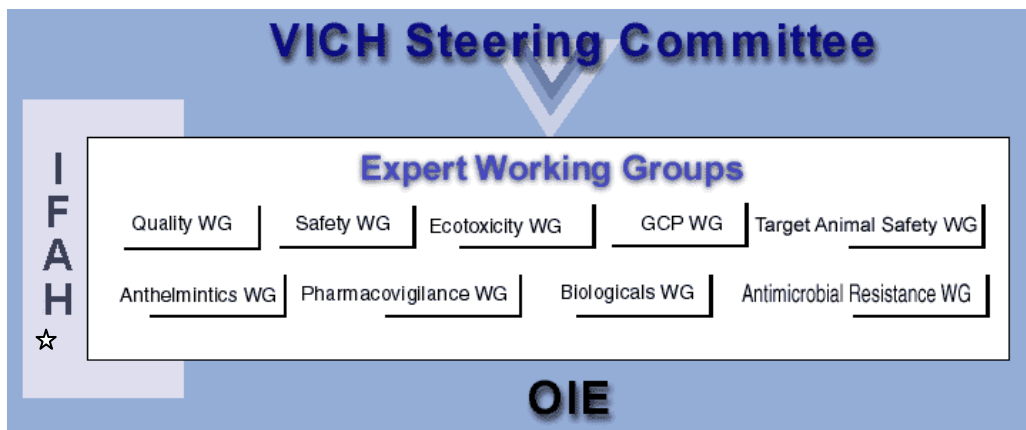 VICH Steering Committee
IFAH
Expert Working Groups
Quality WG
Safety WG
Ecotoxicity WG
GCP WG
Target Animal Safety WG
Anthelmintics WG
Pharmacovigilance WG
Biologicals WG
Antimicrobial Resistance WG
OIE